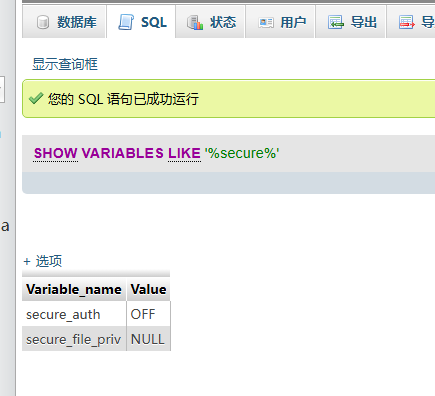 数据库 SQL 状态 用户 导出
显示查询框
您的 SQL 语句已成功运行
SHOW VARIABLES LIKE '%secure%'
a
+ 选项
Variable_name Value
secure_auth OFF
secure_file_priv NULL